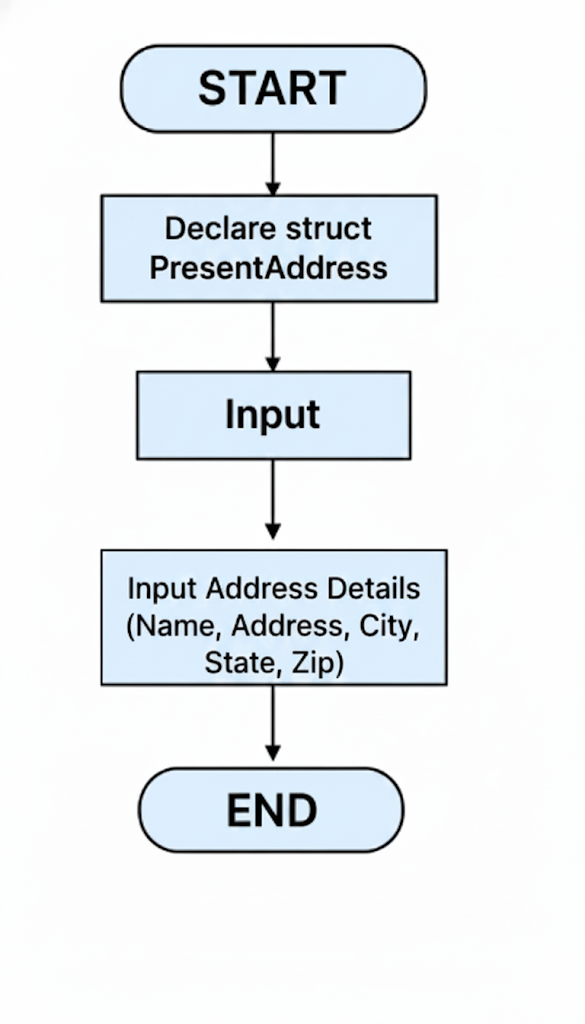 START
Declare struct
PresentAddress
Input
Input Address Details
(Name, Address, City,
State, Zip)
END